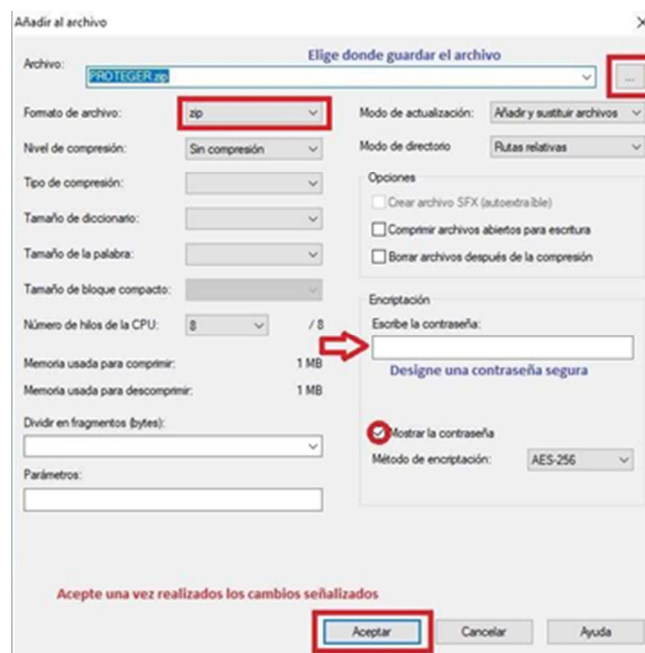 Añadir al archivo
Elige donde guardar el archivo
Archivo:
PROTEGER.zip
...
Formato de archivo:
zip
Modo de actualización:
Añadir y sustituir archivos
Nivel de compresión:
Sin compresión
Modo de directorio
Rutas relativas
Tipo de compresión:
Opciones
Crear archivo SFX (autoextraíble)
Tamaño de diccionario:
Comprimir archivos abiertos para escritura
Tamaño de la palabra:
Borrar archivos después de la compresión
Tamaño de bloque compacto:
Encriptación
Número de hilos de la CPU:
8
/ 8
Escribe la contraseña:
Memoria usada para comprimir:
1 MB
Designe una contraseña segura
Memoria usada para descomprimir:
1 MB
Dividir en fragmentos (bytes):
Mostrar la contraseña
Método de encriptación:
AES-256
Parámetros:
Acepte una vez realizados los cambios señalizados
Aceptar
Cancelar
Ayuda